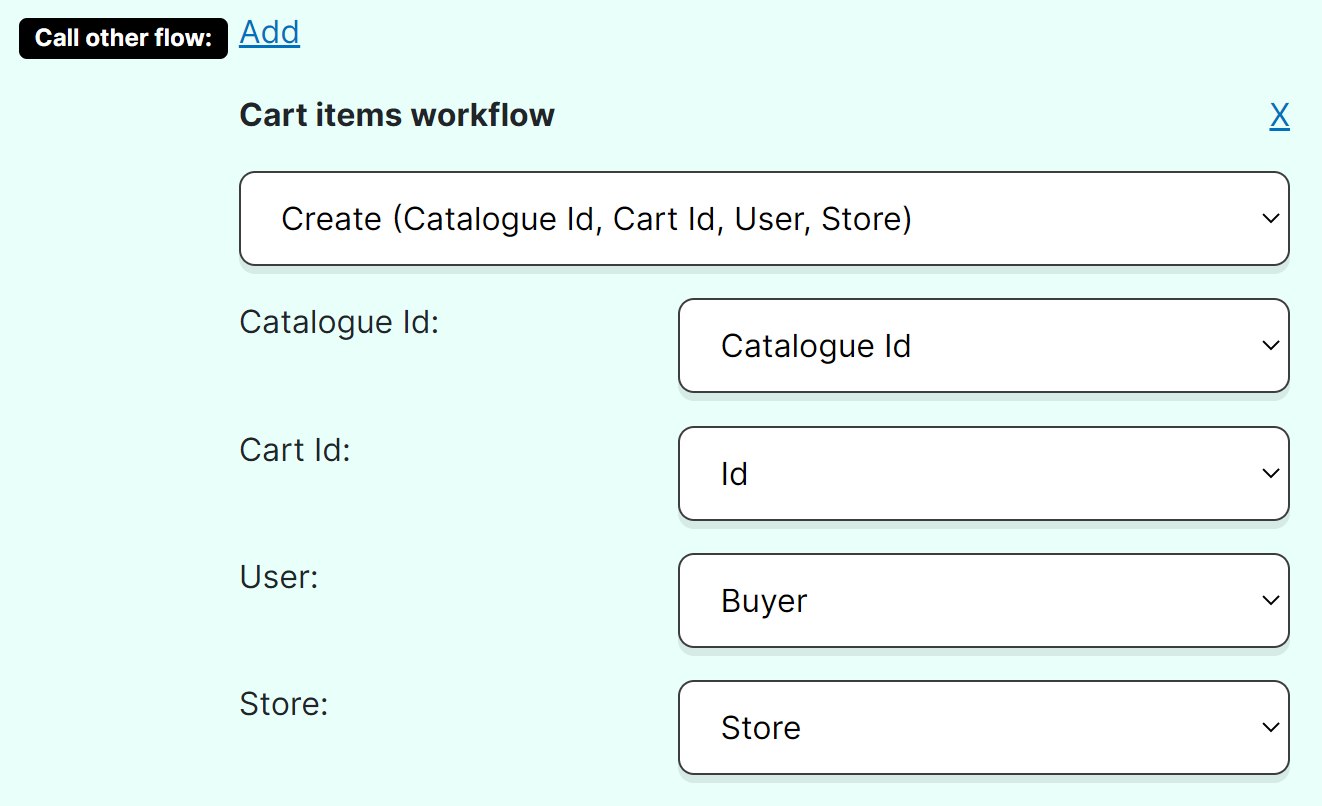 Call other flow: Add
Cart items workflow X
Create (Catalogue Id, Cart Id, User, Store)
Catalogue Id: Catalogue Id
Cart Id: Id
User: Buyer
Store: Store